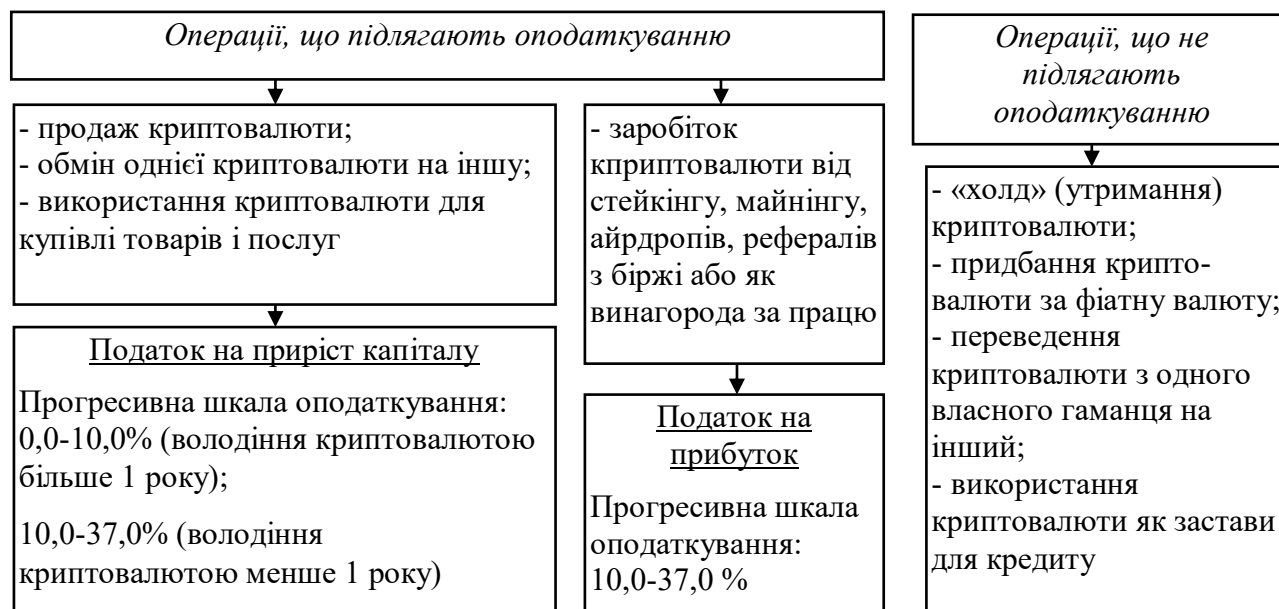 Операції, що підлягають оподаткуванню
- продаж криптовалюти;
- обмін однієї криптовалюти на іншу;
- використання криптовалюти для
купівлі товарів і послуг
Податок на приріст капіталу
Прогресивна шкала оподаткування:
0,0-10,0% (володіння криптовалютою
більше 1 року);
10,0-37,0% (володіння
криптовалютою менше 1 року)
- заробіток
кприптовалюти від
стейкінгу, майнінгу,
айрдропів, рефералів
з біржі або як
винагорода за працю
Податок на
прибуток
Прогресивна шкала
оподаткування:
10,0-37,0 %
Операції, що не
підлягають
оподаткуванню
- «холд» (утримання)
криптовалюти;
- придбання крипто-
валюти за фіатну валюту;
- переведення
криптовалюти з одного
власного гаманця на
інший;
- використання
криптовалюти як застави
для кредиту